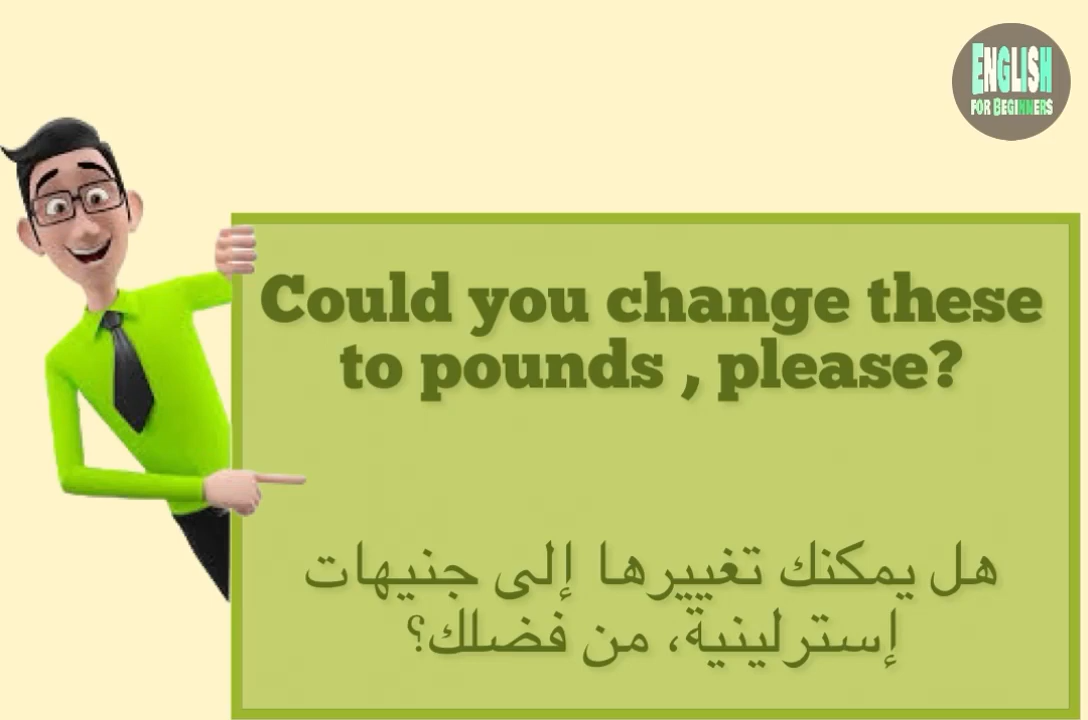 ENGLISH
FOR BEGINNERS
Could you change these
to pounds , please?
هل يمكنك تغييرها إلى جنيهات
إسترلينية، من فضلك؟